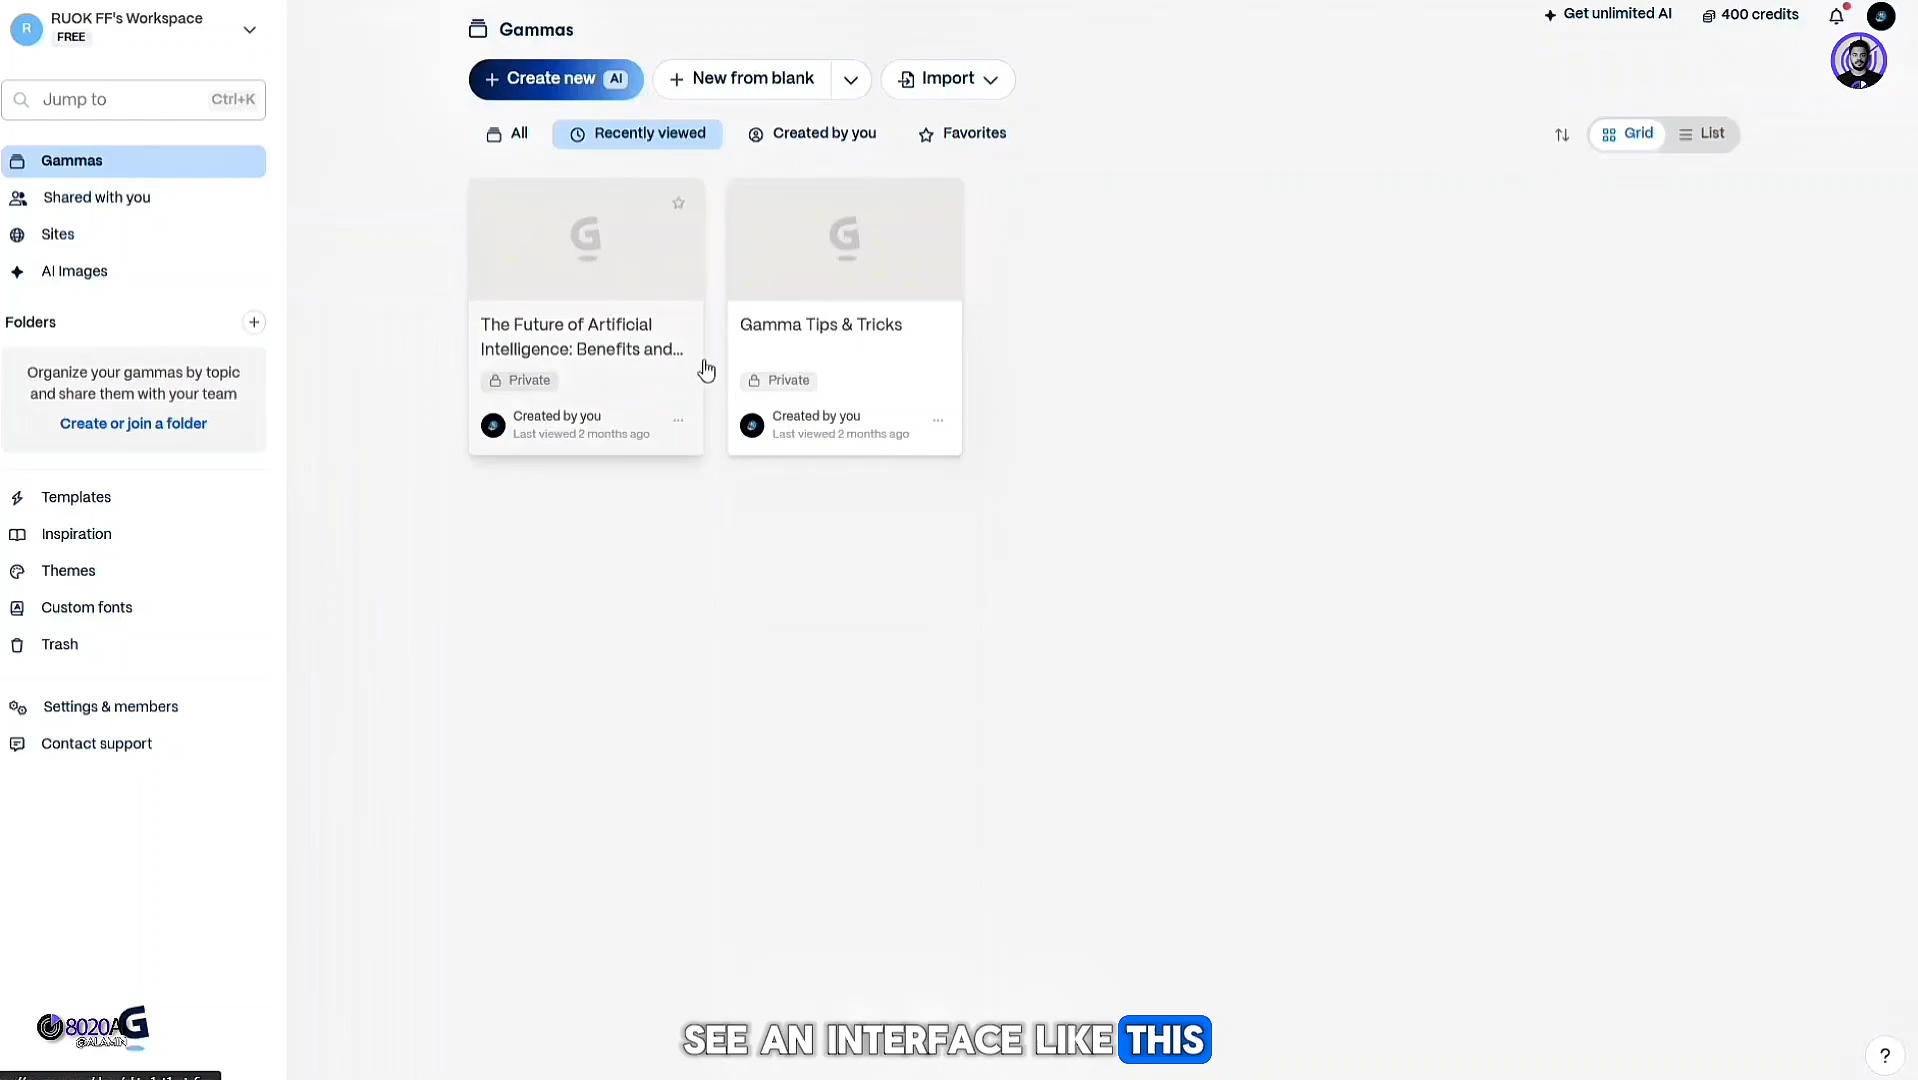 R
RUOK FF's Workspace
FREE
Jump to
Ctrl+K
Gammas
Shared with you
Sites
AI Images
Folders
Organize your gammas by topic
and share them with your team
Create or join a folder
Templates
Inspiration
Themes
Custom fonts
Trash
Settings & members
Contact support
8020AG
@ALAMIN
Gammas
Get unlimited AI
400 credits
Create new AI
New from blank
Import
All
Recently viewed
Created by you
Favorites
Grid
List
G
The Future of Artificial
Intelligence: Benefits and...
Private
Created by you
Last viewed 2 months ago
G
Gamma Tips & Tricks
Private
Created by you
Last viewed 2 months ago
SEE AN INTERFACE LIKE THIS
?